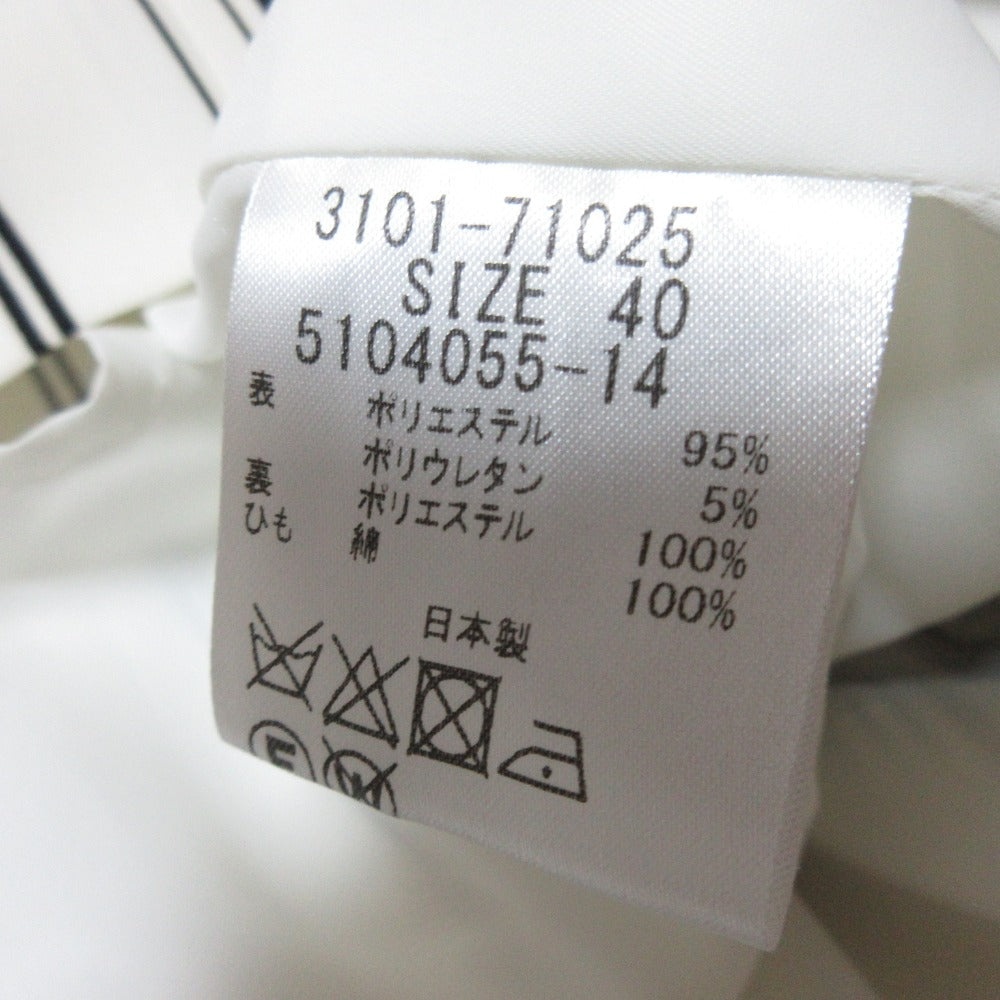 3101-71025
SIZE 40
5104055-14
表 ポリエステル 95%
ポリウレタン 5%
裏 ポリエステル 100%
ひも 綿 100%
日本製